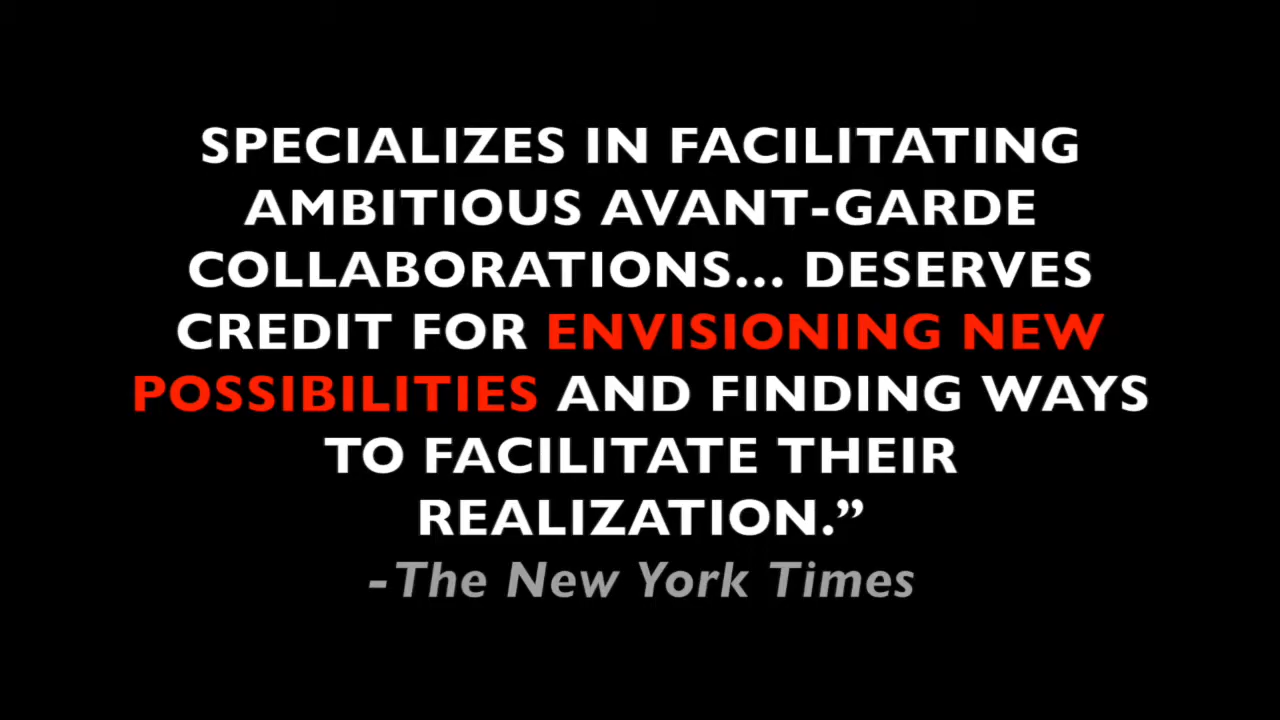 SPECIALIZES IN FACILITATING
AMBITIOUS AVANT-GARDE
COLLABORATIONS... DESERVES
CREDIT FOR ENVISIONING NEW
POSSIBILITIES AND FINDING WAYS
TO FACILITATE THEIR
REALIZATION.”
-The New York Times